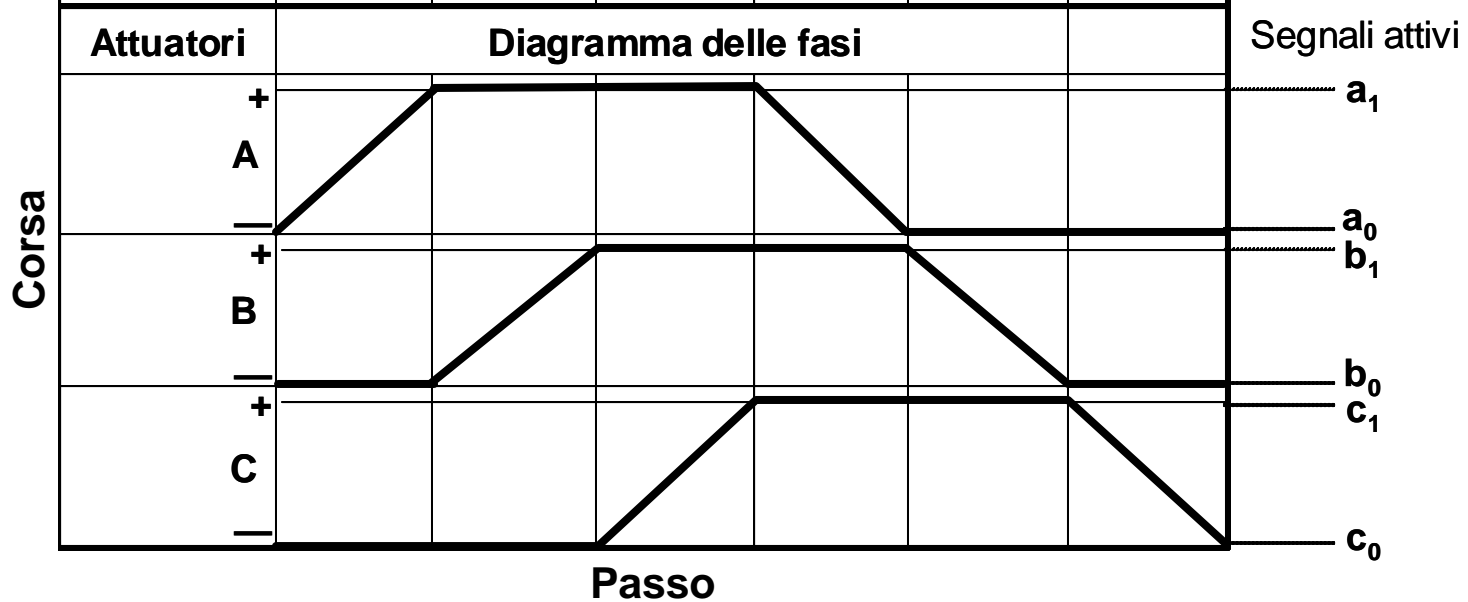 Attuatori Diagramma delle fasi Segnali attivi
+ a₁
A
— a₀
+ b₁
B
— b₀
+ c₁
C
— c₀
Corsa
Passo